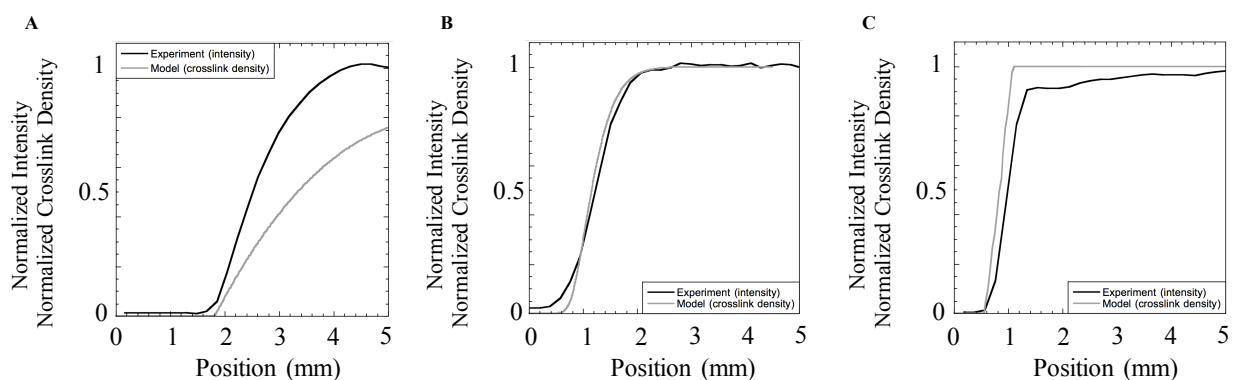 A
Experiment (intensity)
Model (crosslink density)
Normalized Intensity
Normalized Crosslink Density
1
0.5
0
0 1 2 3 4 5
Position (mm)
B
Normalized Intensity
Normalized Crosslink Density
1
0.5
0
Experiment (intensity)
Model (crosslink density)
0 1 2 3 4 5
Position (mm)
C
Normalized Intensity
Normalized Crosslink Density
1
0.5
0
Experiment (intensity)
Model (crosslink density)
0 1 2 3 4 5
Position (mm)